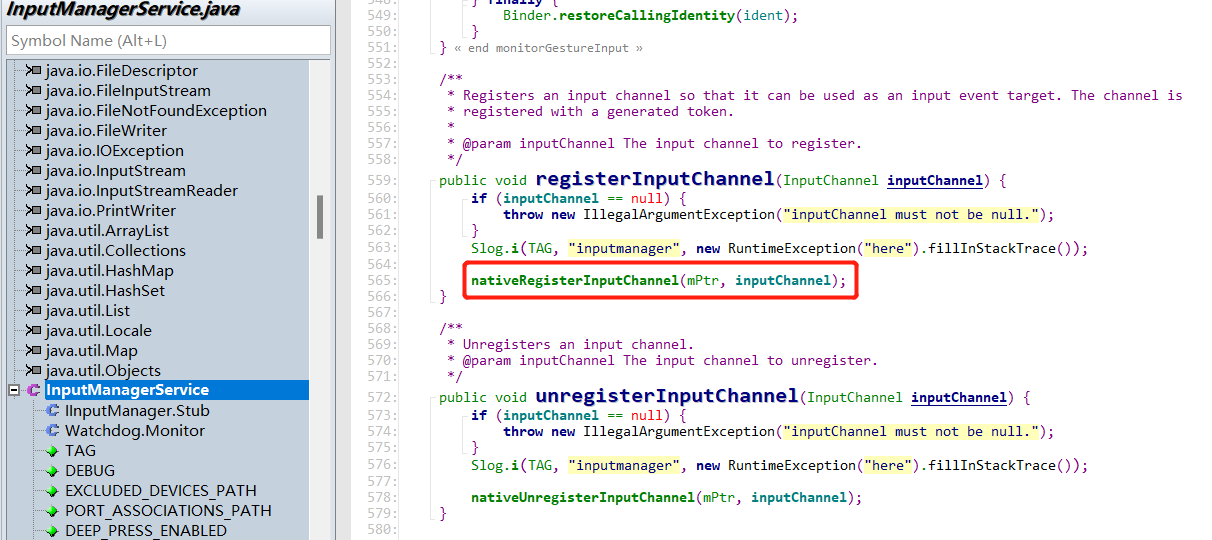 InputManagerService.java
Symbol Name (Alt+L)
java.io.FileDescriptor
java.io.FileInputStream
java.io.FileNotFoundException
java.io.FileWriter
java.io.IOException
java.io.InputStream
java.io.InputStreamReader
java.io.PrintWriter
java.util.ArrayList
java.util.Collections
java.util.HashMap
java.util.HashSet
java.util.List
java.util.Locale
java.util.Map
java.util.Objects
InputManagerService
IInputManager.Stub
Watchdog.Monitor
TAG
DEBUG
EXCLUDED_DEVICES_PATH
PORT_ASSOCIATIONS_PATH
DEEP_PRESS_ENABLED
548: } finally {
549: Binder.restoreCallingIdentity(ident);
550: }
551: } « end monitorGestureInput »
552:
553: /**
554: * Registers an input channel so that it can be used as an input event target. The channel is
555: * registered with a generated token.
556: *
557: * @param inputChannel The input channel to register.
558: */
559: public void registerInputChannel(InputChannel inputChannel) {
560: if (inputChannel == null) {
561: throw new IllegalArgumentException("inputChannel must not be null.");
562: }
563: Slog.i(TAG, "inputmanager", new RuntimeException("here").fillInStackTrace());
564:
565: nativeRegisterInputChannel(mPtr, inputChannel);
566: }
567:
568: /**
569: * Unregisters an input channel.
570: * @param inputChannel The input channel to unregister.
571: */
572: public void unregisterInputChannel(InputChannel inputChannel) {
573: if (inputChannel == null) {
574: throw new IllegalArgumentException("inputChannel must not be null.");
575: }
576: Slog.i(TAG, "inputmanager", new RuntimeException("here").fillInStackTrace());
577:
578: nativeUnregisterInputChannel(mPtr, inputChannel);
579: }
580: